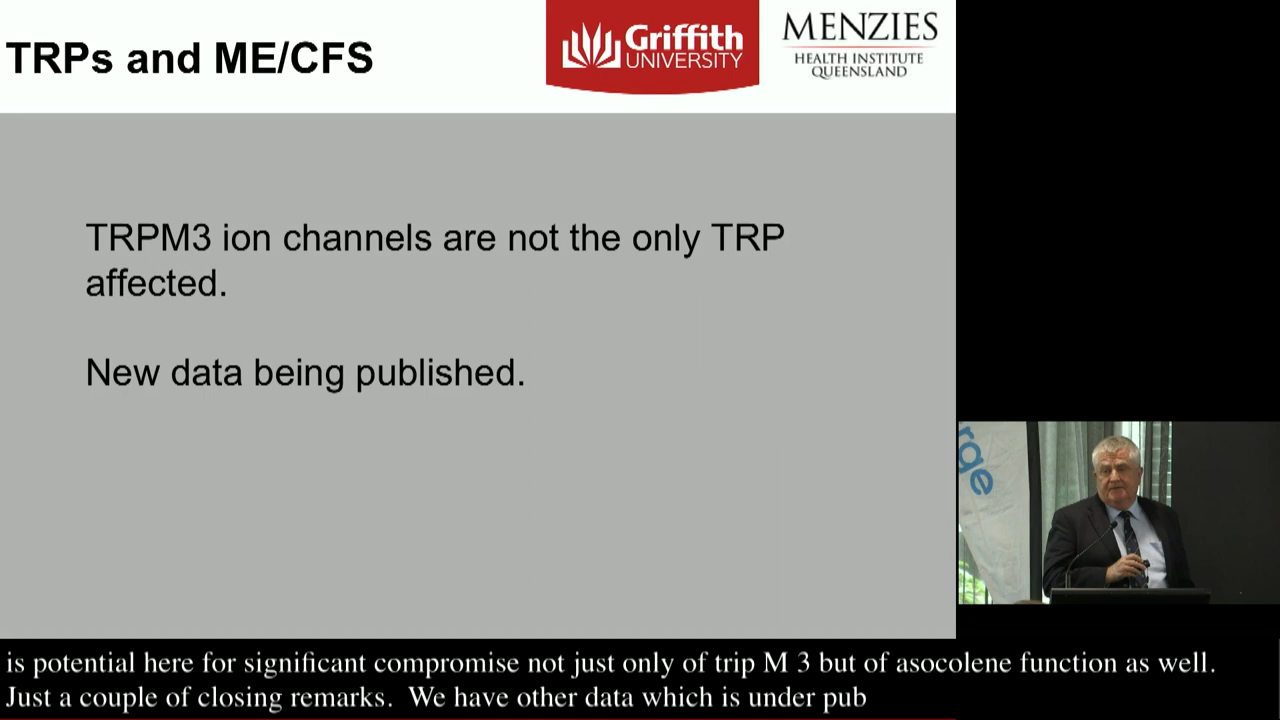 TRPs and ME/CFS
Griffith
UNIVERSITY
MENZIES
HEALTH INSTITUTE
QUEENSLAND
TRPM3 ion channels are not the only TRP
affected.
New data being published.
rge
is potential here for significant compromise not just only of trip M 3 but of asocolene function as well.
Just a couple of closing remarks.  We have other data which is under pub